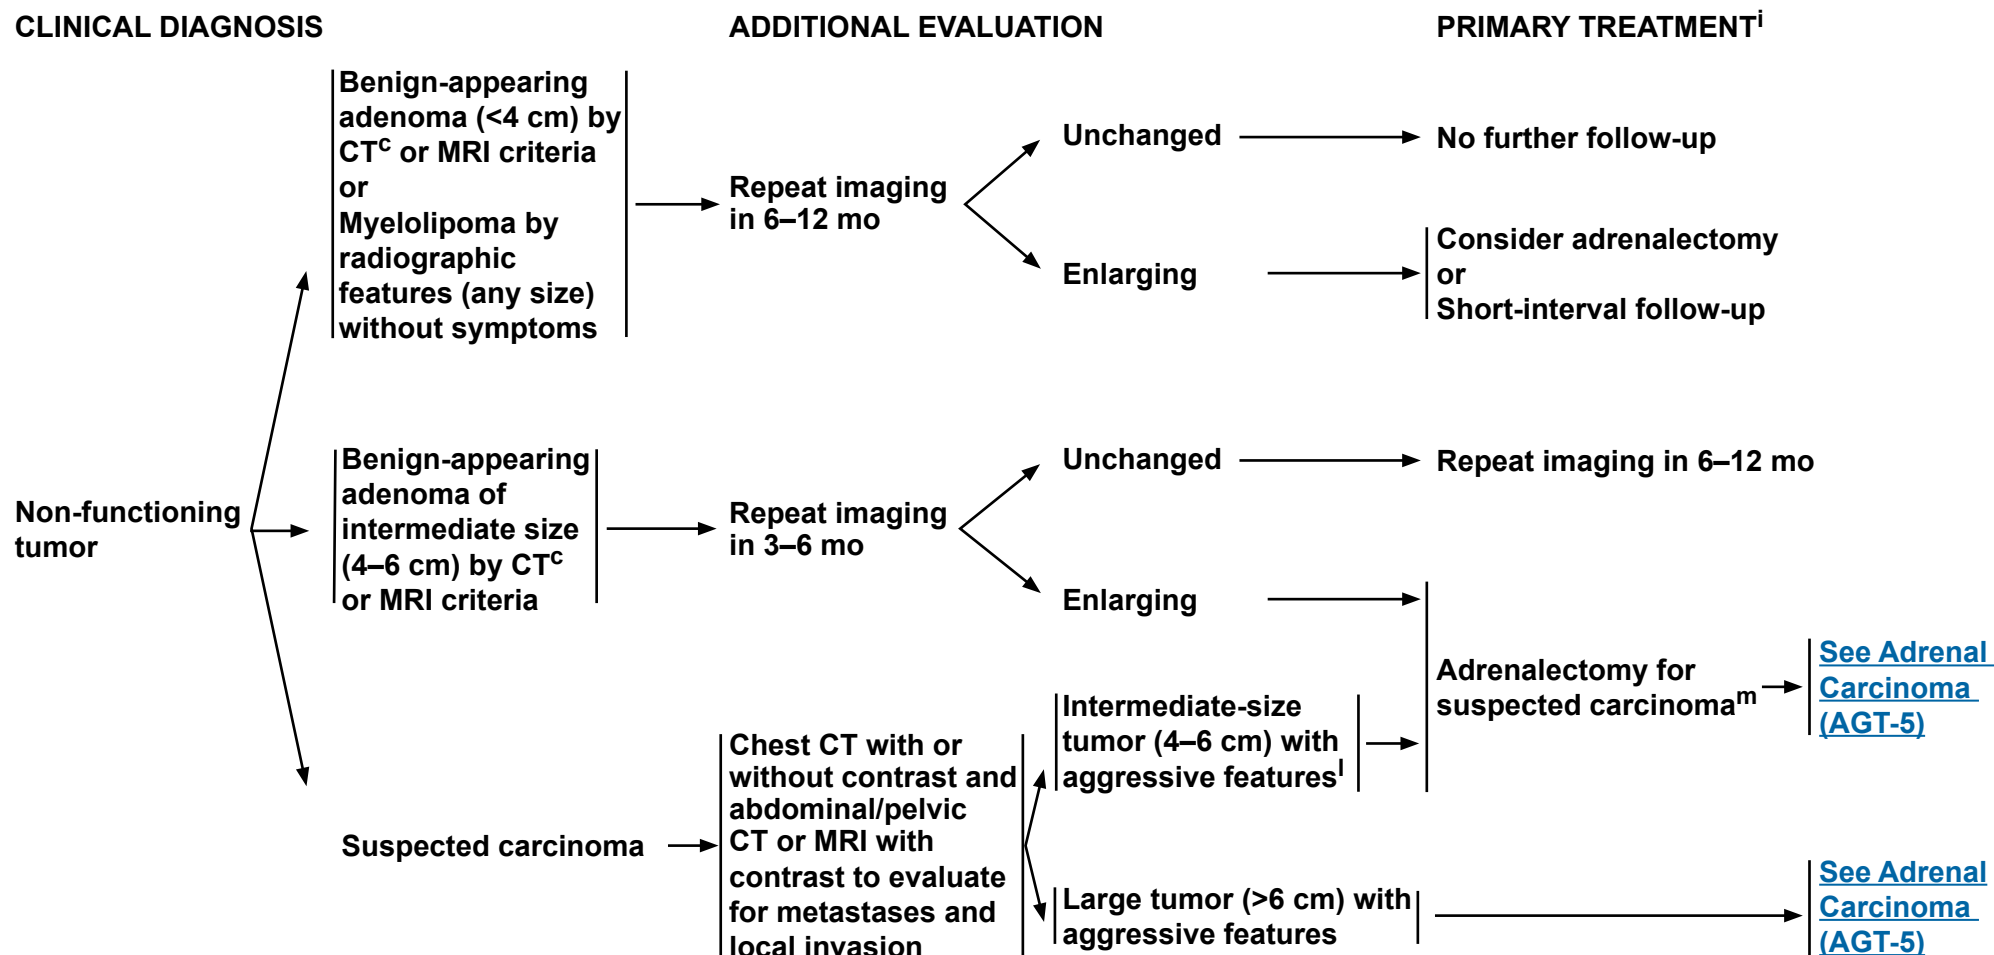 CLINICAL DIAGNOSIS
ADDITIONAL EVALUATION
PRIMARY TREATMENTi
Non-functioning
tumor
Benign-appearing
adenoma (<4 cm) by
CTc or MRI criteria
or
Myelolipoma by
radiographic
features (any size)
without symptoms
Repeat imaging
in 6–12 mo
Unchanged
No further follow-up
Enlarging
Consider adrenalectomy
or
Short-interval follow-up
Benign-appearing
adenoma of
intermediate size
(4–6 cm) by CTc
or MRI criteria
Repeat imaging
in 3–6 mo
Unchanged
Repeat imaging in 6–12 mo
Enlarging
Adrenalectomy for
suspected carcinomam
See Adrenal
Carcinoma
(AGT-5)
Suspected carcinoma
Chest CT with or
without contrast and
abdominal/pelvic
CT or MRI with
contrast to evaluate
for metastases and
local invasion
Intermediate-size
tumor (4–6 cm) with
aggressive featuresl
Large tumor (>6 cm) with
aggressive features
See Adrenal
Carcinoma
(AGT-5)